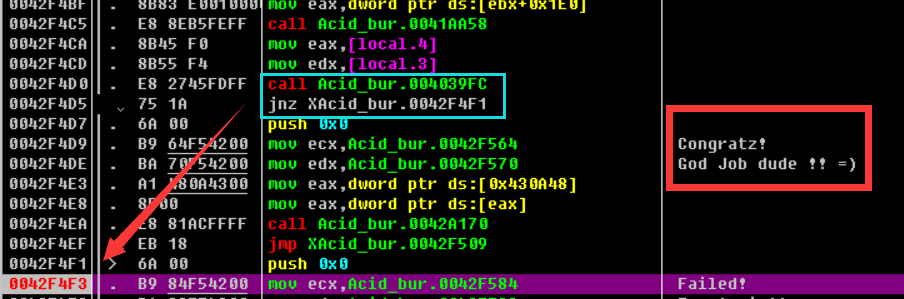 0042F4BF . 8B83 E0010000 mov eax,dword ptr ds:[ebx+0x1E0]
0042F4C5 . E8 8EB5FEFF call Acid_bur.0041AA58
0042F4CA . 8B45 F0 mov eax,[local.4]
0042F4CD . 8B55 F4 mov edx,[local.3]
0042F4D0 . E8 2745FDFF call Acid_bur.004039FC
0042F4D5 . 75 1A jnz XAcid_bur.0042F4F1
0042F4D7 . 6A 00 push 0x0
0042F4D9 . B9 64F54200 mov ecx,Acid_bur.0042F564 Congratz!
0042F4DE . BA 70F54200 mov edx,Acid_bur.0042F570 God Job dude !! =)
0042F4E3 . A1 480A4300 mov eax,dword ptr ds:[0x430A48]
0042F4E8 . 8B00 mov eax,dword ptr ds:[eax]
0042F4EA . E8 81ACFFFF call Acid_bur.0042A170
0042F4EF . EB 18 jmp XAcid_bur.0042F509
0042F4F1 > 6A 00 push 0x0
0042F4F3 . B9 84F54200 mov ecx,Acid_bur.0042F584 Failed!